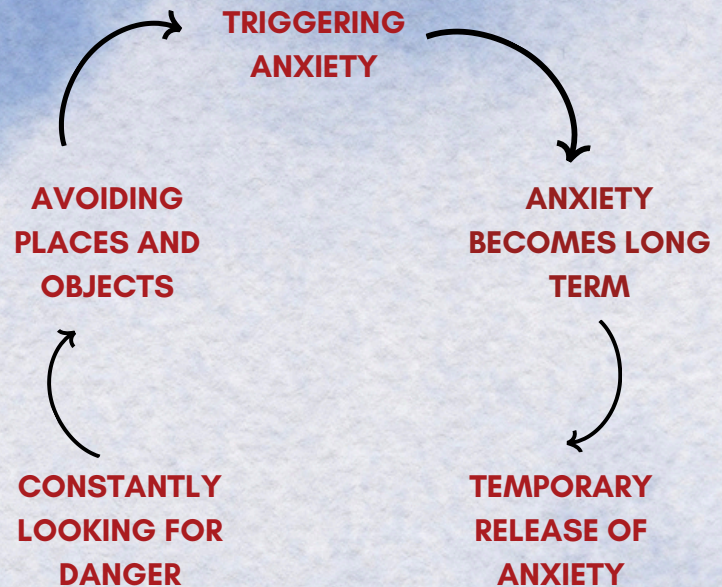 TRIGGERING
ANXIETY
ANXIETY
BECOMES LONG
TERM
TEMPORARY
RELEASE OF
ANXIETY
CONSTANTLY
LOOKING FOR
DANGER
AVOIDING
PLACES AND
OBJECTS